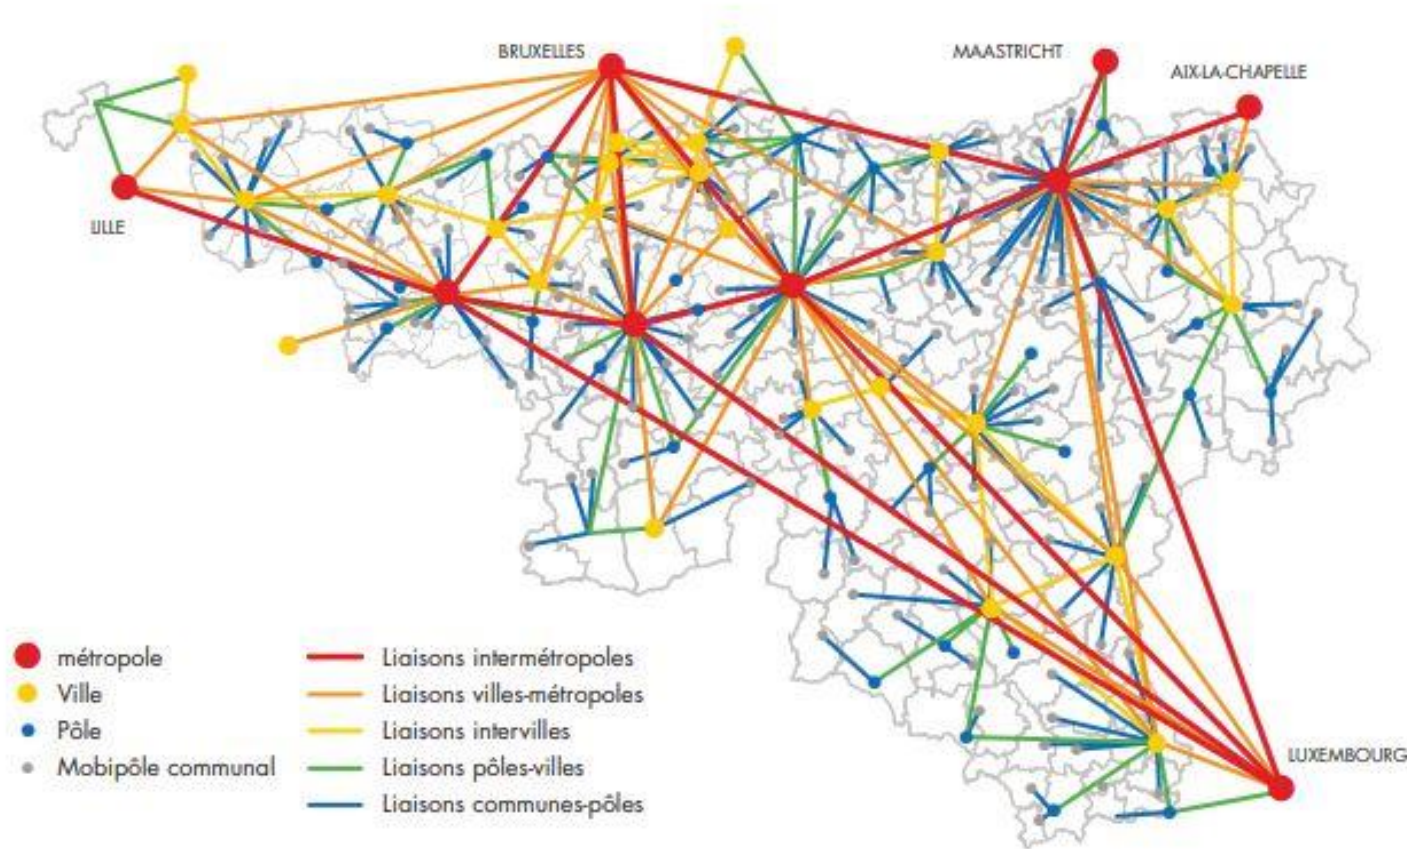 BRUXELLES
MAASTRICHT
AIX-LA-CHAPELLE
LILLE
métropole
Ville
Pôle
Mobipôle communal
Liaisons intermétropoles
Liaisons villes-métropoles
Liaisons intervilles
Liaisons pôles-villes
Liaisons communes-pôles
LUXEMBOURG